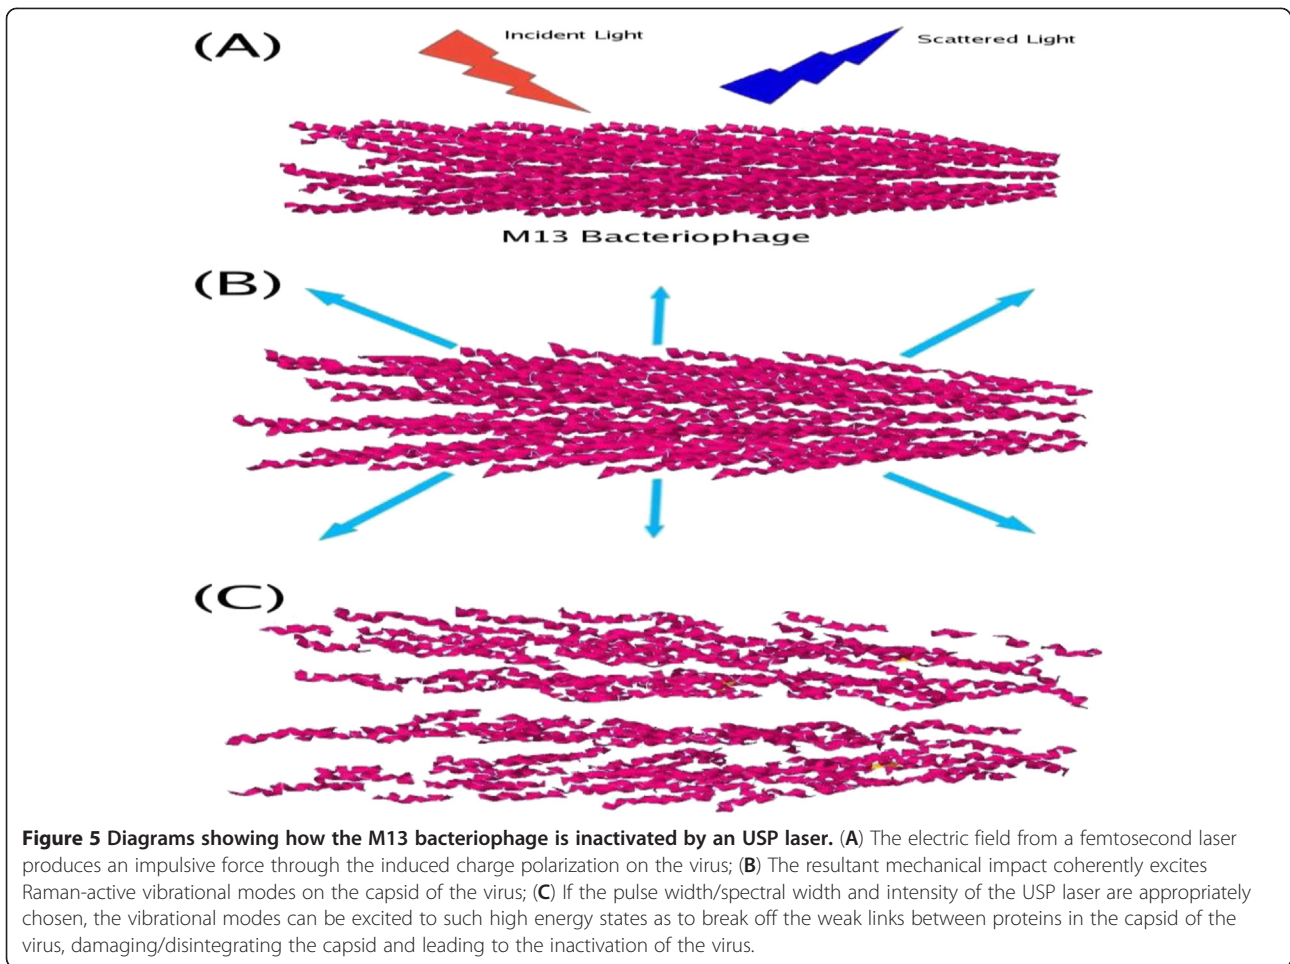 (A)
Incident Light
Scattered Light
M13 Bacteriophage
(B)
(C)
Figure 5 Diagrams showing how the M13 bacteriophage is inactivated by an USP laser. (A) The electric field from a femtosecond laser
produces an impulsive force through the induced charge polarization on the virus; (B) The resultant mechanical impact coherently excites
Raman-active vibrational modes on the capsid of the virus; (C) If the pulse width/spectral width and intensity of the USP laser are appropriately
chosen, the vibrational modes can be excited to such high energy states as to break off the weak links between proteins in the capsid of the
virus, damaging/disintegrating the capsid and leading to the inactivation of the virus.